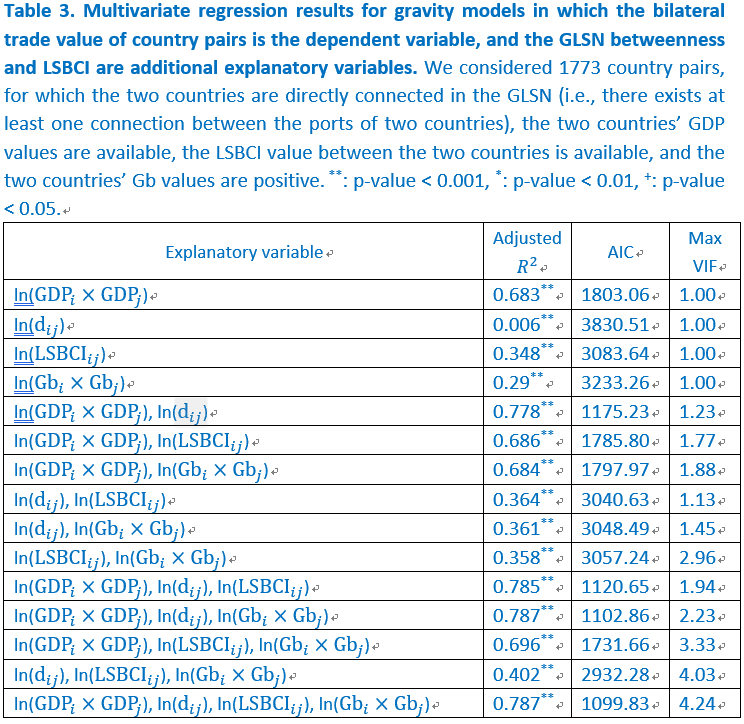 Table 3. Multivariate regression results for gravity models in which the bilateral
trade value of country pairs is the dependent variable, and the GLSN betweenness
and LSBCI are additional explanatory variables. We considered 1773 country pairs,
for which the two countries are directly connected in the GLSN (i.e., there exists at
least one connection between the ports of two countries), the two countries’ GDP
values are available, the LSBCI value between the two countries is available, and the
two countries’ Gb values are positive. **: p-value < 0.001, *: p-value < 0.01, +: p-value
< 0.05.
Explanatory variable Adjusted R² AIC Max VIF
ln(GDPᵢ × GDPⱼ) 0.683** 1803.06 1.00
ln(dᵢⱼ) 0.006** 3830.51 1.00
ln(LSBCIᵢⱼ) 0.348** 3083.64 1.00
ln(Gbᵢ × Gbⱼ) 0.29** 3233.26 1.00
ln(GDPᵢ × GDPⱼ), ln(dᵢⱼ) 0.778** 1175.23 1.23
ln(GDPᵢ × GDPⱼ), ln(LSBCIᵢⱼ) 0.686** 1785.80 1.77
ln(GDPᵢ × GDPⱼ), ln(Gbᵢ × Gbⱼ) 0.684** 1797.97 1.88
ln(dᵢⱼ), ln(LSBCIᵢⱼ) 0.364** 3040.63 1.13
ln(dᵢⱼ), ln(Gbᵢ × Gbⱼ) 0.361** 3048.49 1.45
ln(LSBCIᵢⱼ), ln(Gbᵢ × Gbⱼ) 0.358** 3057.24 2.96
ln(GDPᵢ × GDPⱼ), ln(dᵢⱼ), ln(LSBCIᵢⱼ) 0.785** 1120.65 1.94
ln(GDPᵢ × GDPⱼ), ln(dᵢⱼ), ln(Gbᵢ × Gbⱼ) 0.787** 1102.86 2.23
ln(GDPᵢ × GDPⱼ), ln(LSBCIᵢⱼ), ln(Gbᵢ × Gbⱼ) 0.696** 1731.66 3.33
ln(dᵢⱼ), ln(LSBCIᵢⱼ), ln(Gbᵢ × Gbⱼ) 0.402** 2932.28 4.03
ln(GDPᵢ × GDPⱼ), ln(dᵢⱼ), ln(LSBCIᵢⱼ), ln(Gbᵢ × Gbⱼ) 0.787** 1099.83 4.24